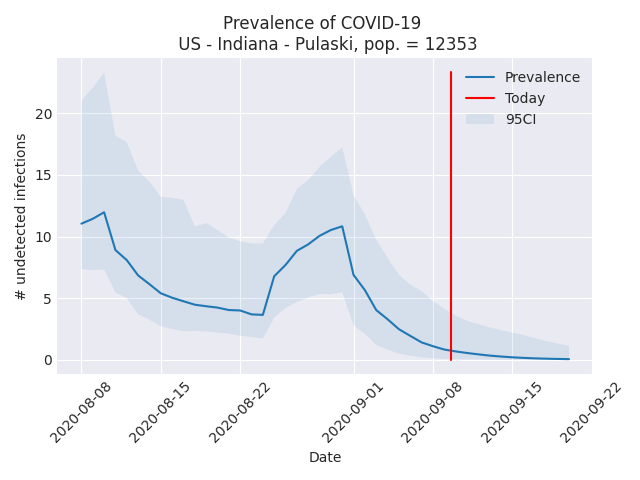 Prevalence of COVID-19
US - Indiana - Pulaski, pop. = 12353
Prevalence
Today
95CI
# undetected infections
20
15
10
5
0
2020-08-08
2020-08-15
2020-08-22
2020-09-01
2020-09-08
2020-09-15
2020-09-22
Date